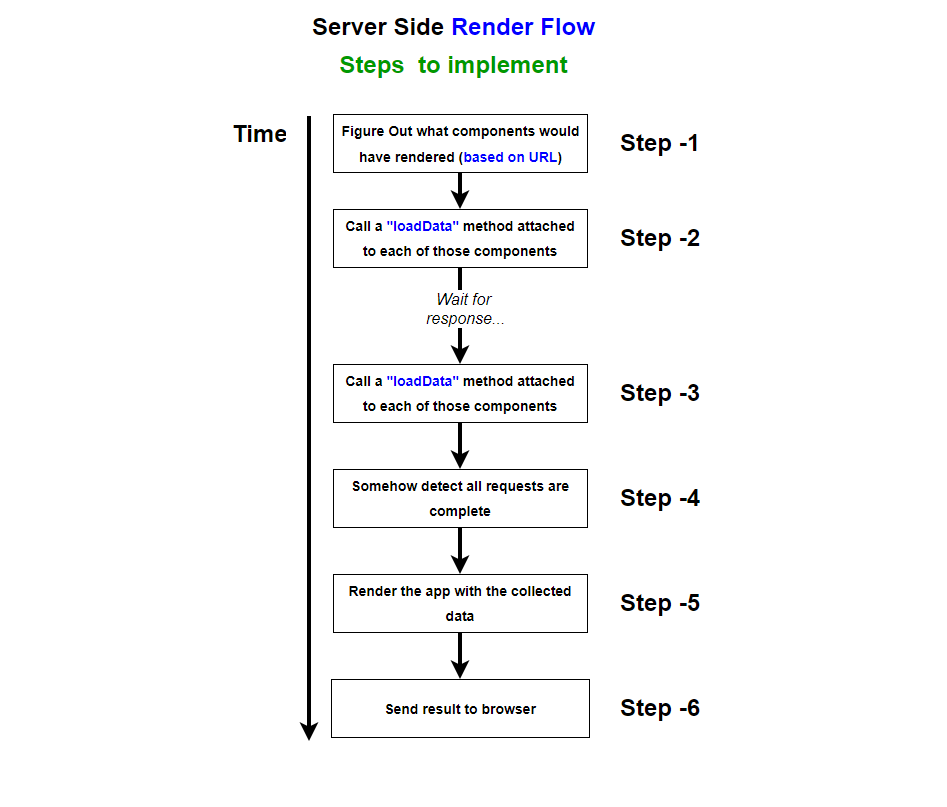 Server Side Render Flow
Steps  to implement
Time
Figure Out what components would
have rendered (based on URL)
Step -1
Call a "loadData" method attached
to each of those components
Step -2
Wait for
response...
Call a "loadData" method attached
to each of those components
Step -3
Somehow detect all requests are
complete
Step -4
Render the app with the collected
data
Step -5
Send result to browser
Step -6